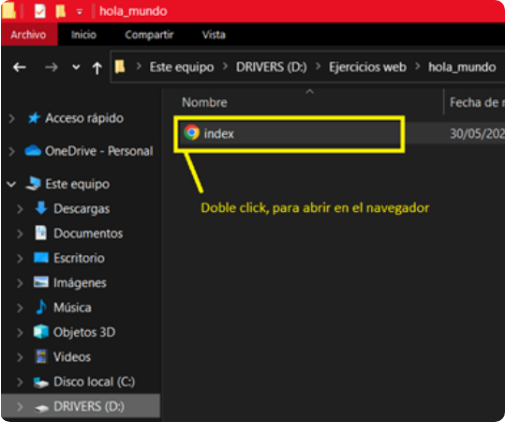 hola_mundo
Archivo Inicio Compartir Vista
Este equipo > DRIVERS (D:) > Ejercicios web > hola_mundo
Nombre Fecha de
index 30/05/202
Doble click, para abrir en el navegador
Acceso rápido
OneDrive - Personal
Este equipo
Descargas
Documentos
Escritorio
Imágenes
Música
Objetos 3D
Videos
Disco local (C:)
DRIVERS (D:)